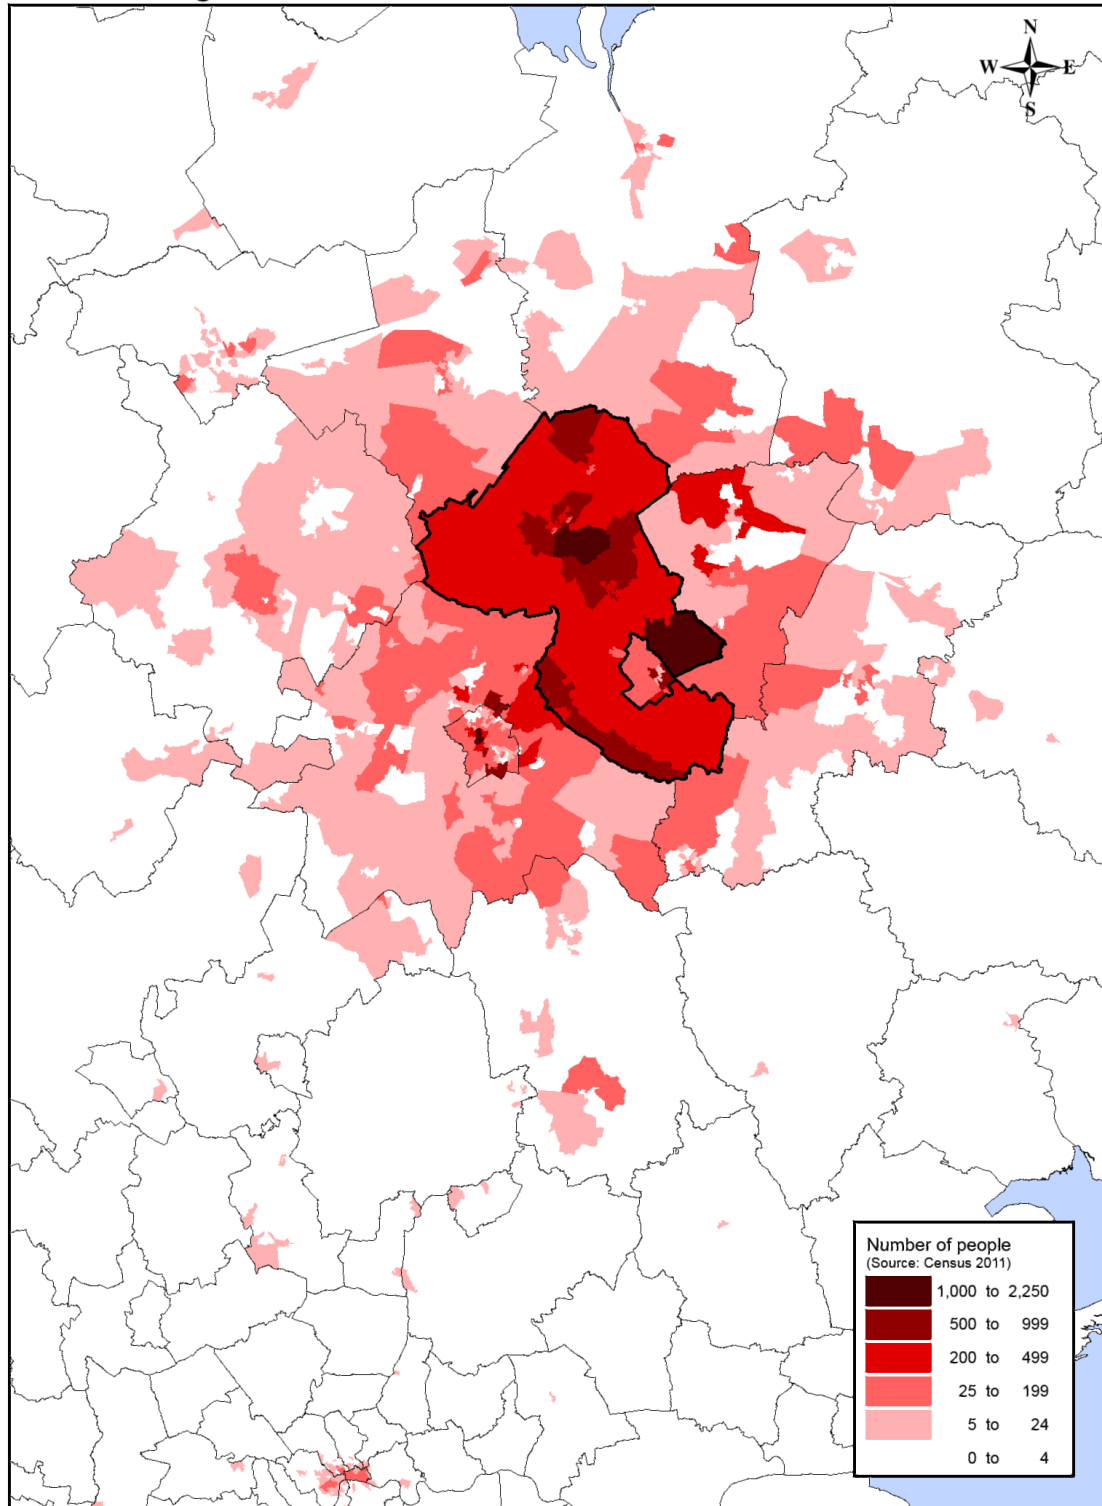 N
W E
S
Number of people
(Source: Census 2011)
1,000 to 2,250
500 to 999
200 to 499
25 to 199
5 to 24
0 to 4